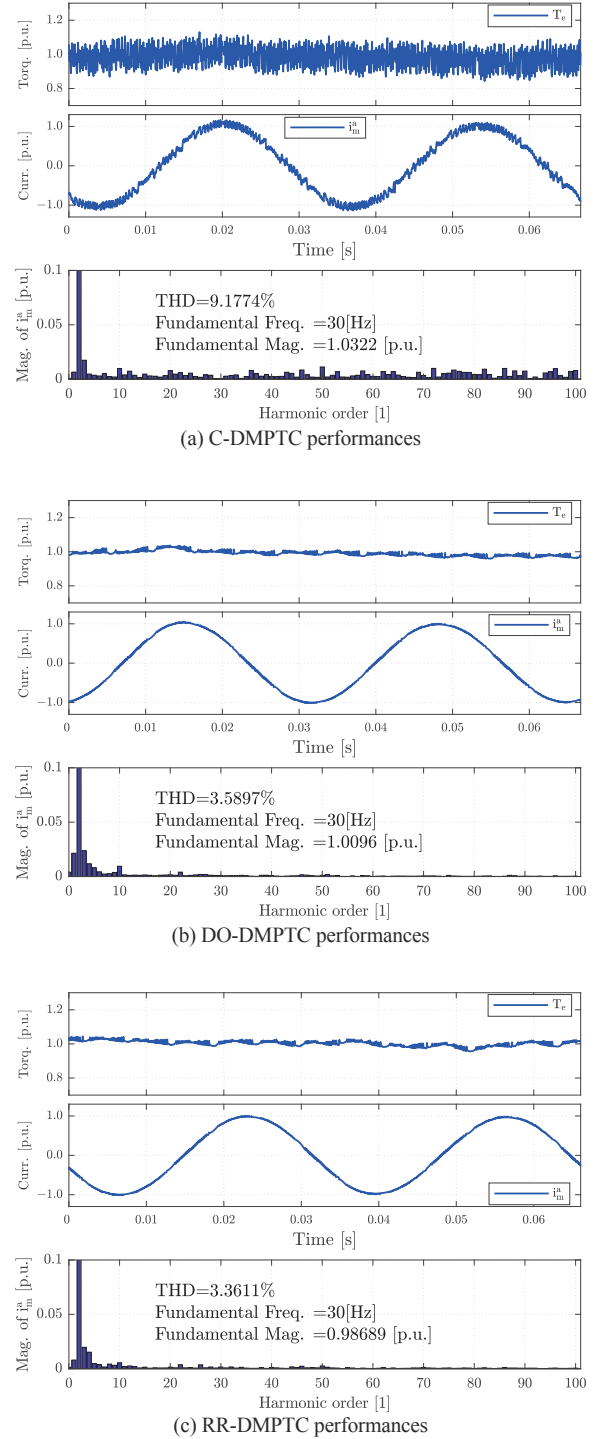 1.2
1.0
0.8
Torq. [p.u.]
T_e
1.0
0.0
−1.0
Curr. [p.u.]
i_m^a
0 0.01 0.02 0.03 0.04 0.05 0.06
Time [s]
0.1
0.05
0
Mag. of i_m^a [p.u.]
THD=9.1774%
Fundamental Freq. =30[Hz]
Fundamental Mag. =1.0322 [p.u.]
0 10 20 30 40 50 60 70 80 90 100
Harmonic order [1]
(a) C-DMPTC performances
1.2
1.0
0.8
Torq. [p.u.]
T_e
1.0
0.0
−1.0
Curr. [p.u.]
i_m^a
0 0.01 0.02 0.03 0.04 0.05 0.06
Time [s]
0.1
0.05
0
Mag. of i_m^a [p.u.]
THD=3.5897%
Fundamental Freq. =30[Hz]
Fundamental Mag. =1.0096 [p.u.]
0 10 20 30 40 50 60 70 80 90 100
Harmonic order [1]
(b) DO-DMPTC performances
1.2
1.0
0.8
Torq. [p.u.]
T_e
1.0
0.0
−1.0
Curr. [p.u.]
i_m^a
0 0.01 0.02 0.03 0.04 0.05 0.06
Time [s]
0.1
0.05
0
Mag. of i_m^a [p.u.]
THD=3.3611%
Fundamental Freq. =30[Hz]
Fundamental Mag. =0.98689 [p.u.]
0 10 20 30 40 50 60 70 80 90 100
Harmonic order [1]
(c) RR-DMPTC performances